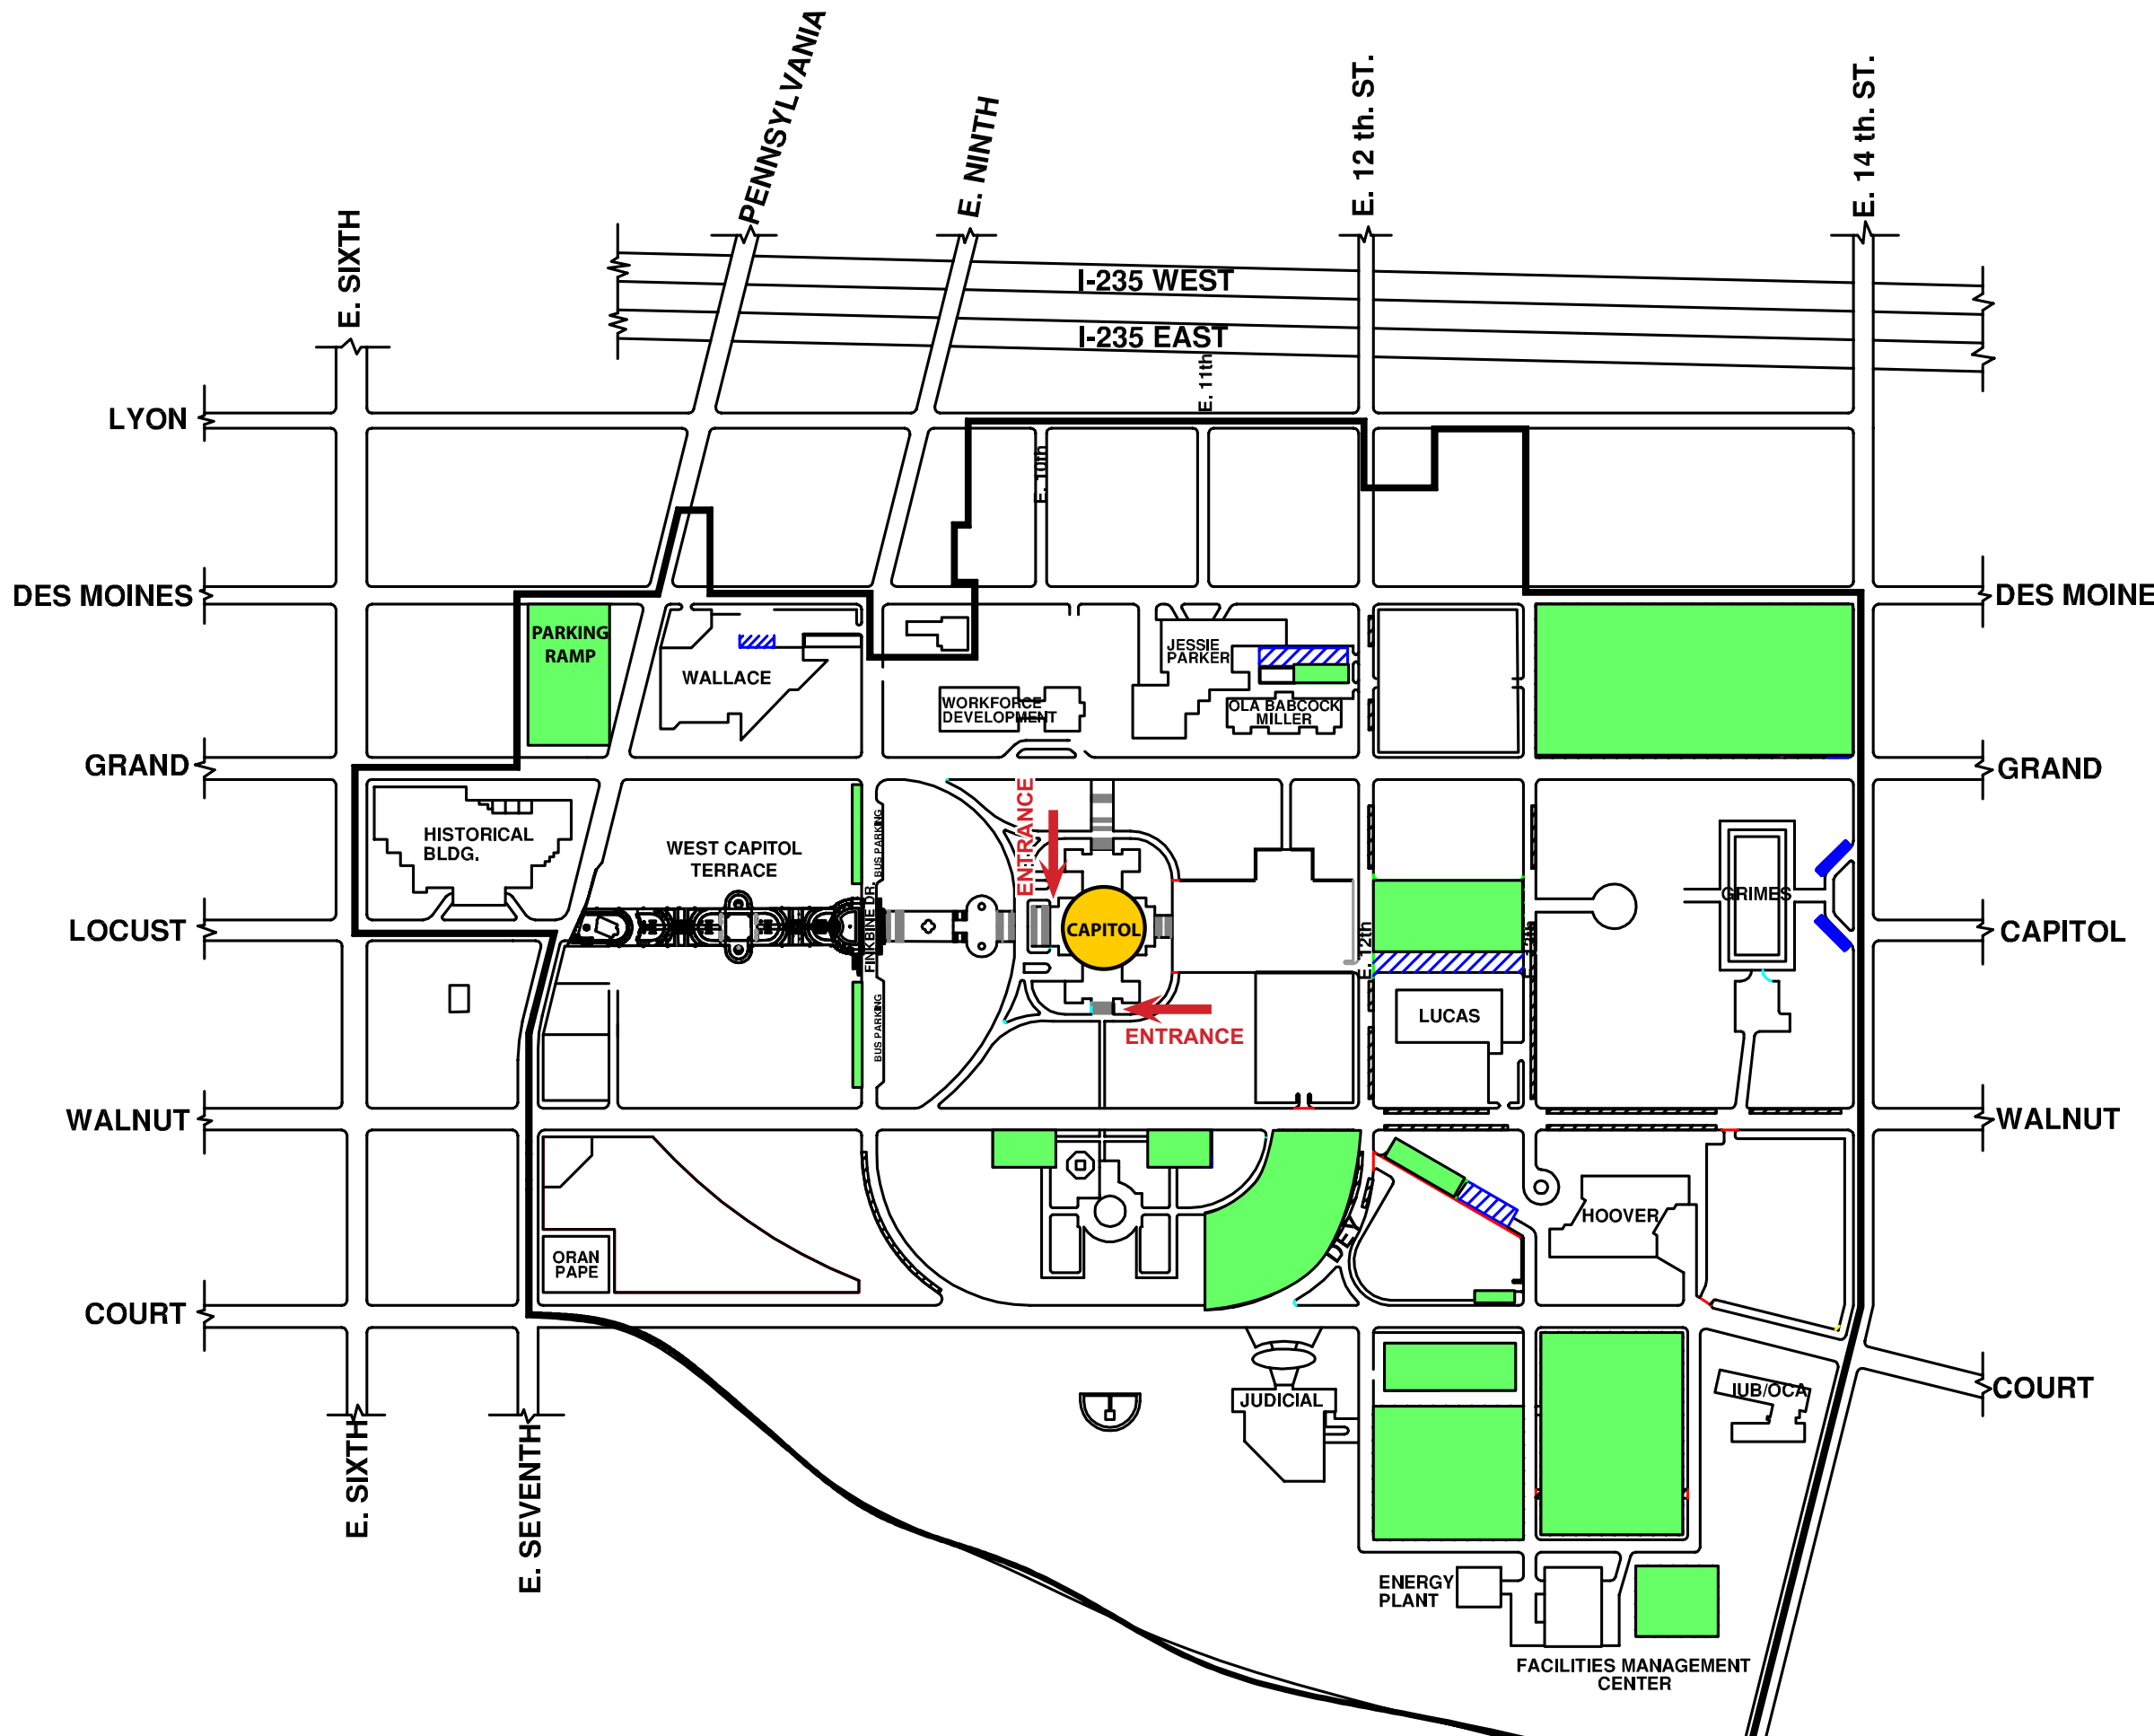 PENNSYLVANIA
E. NINTH
E. 12 th. ST.
E. 14 th. ST.
E. SIXTH
I-235 WEST
I-235 EAST
E. 11th
LYON
E. 10th
DES MOINES
DES MOINE
PARKING
RAMP
WALLACE
JESSIE
PARKER
WORKFORCE
DEVELOPMENT
OLA BABCOCK
MILLER
GRAND
GRAND
HISTORICAL
BLDG.
WEST CAPITOL
TERRACE
BUS PARKING
ENTRANCE
GRIMES
FINKBINE DR.
CAPITOL
LOCUST
CAPITOL
E. 12th
LUCAS
BUS PARKING
ENTRANCE
WALNUT
WALNUT
HOOVER
DEY
ORAN
PAPE
COURT
COURT
JUDICIAL
IUB/OCA
E. SIXTH
E. SEVENTH
ENERGY
PLANT
FACILITIES MANAGEMENT
CENTER